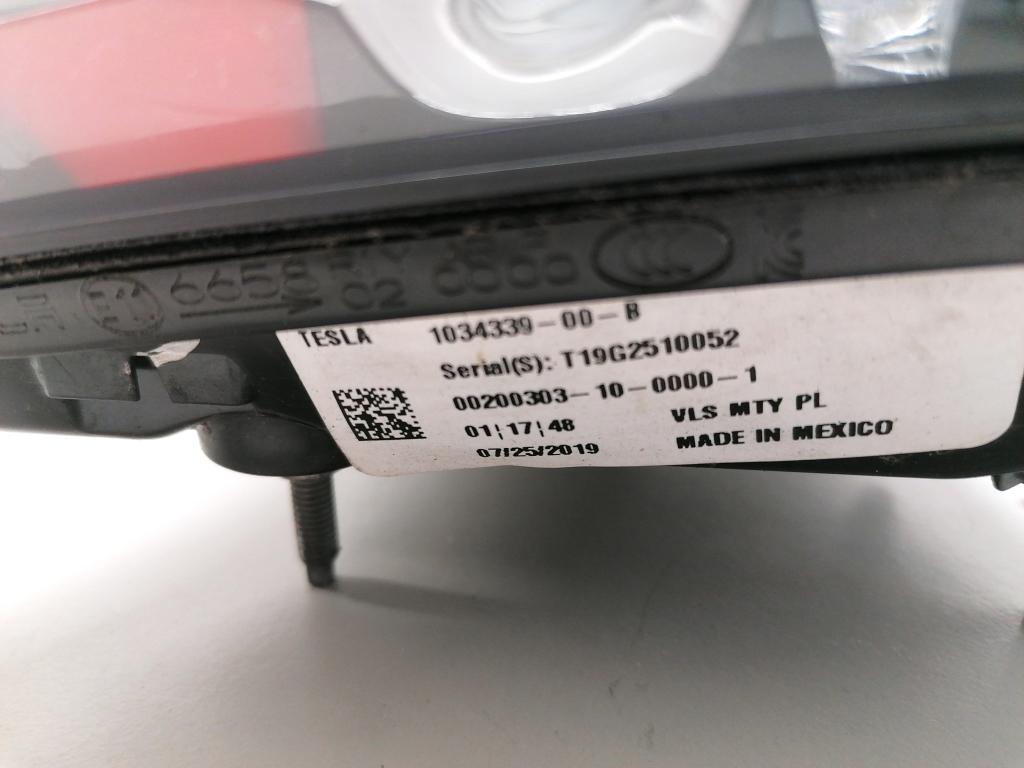 TESLA 1034339-00-B
Serial(S): T19G2510052
00200303-10-0000-1
01¦17¦48 VLS MTY PL
07/25/2019 MADE IN MEXICO